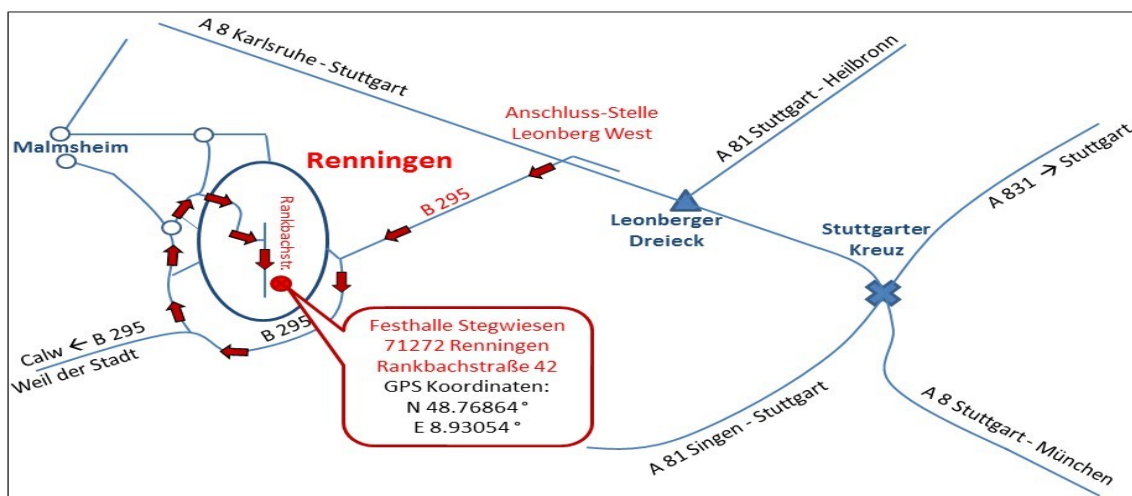 A 8 Karlsruhe - Stuttgart
A 81 Stuttgart - Heilbronn
Anschluss-Stelle
Leonberg West
A 831 → Stuttgart
Malmsheim
Renningen
Rankbachstr.
B 295
Leonberger
Dreieck
Stuttgarter
Kreuz
B 295
Calw ← B 295
Weil der Stadt
Festhalle Stegwiesen
71272 Renningen
Rankbachstraße 42
GPS Koordinaten:
N 48.76864°
E 8.93054°
A 81 Singen - Stuttgart
A 8 Stuttgart - München